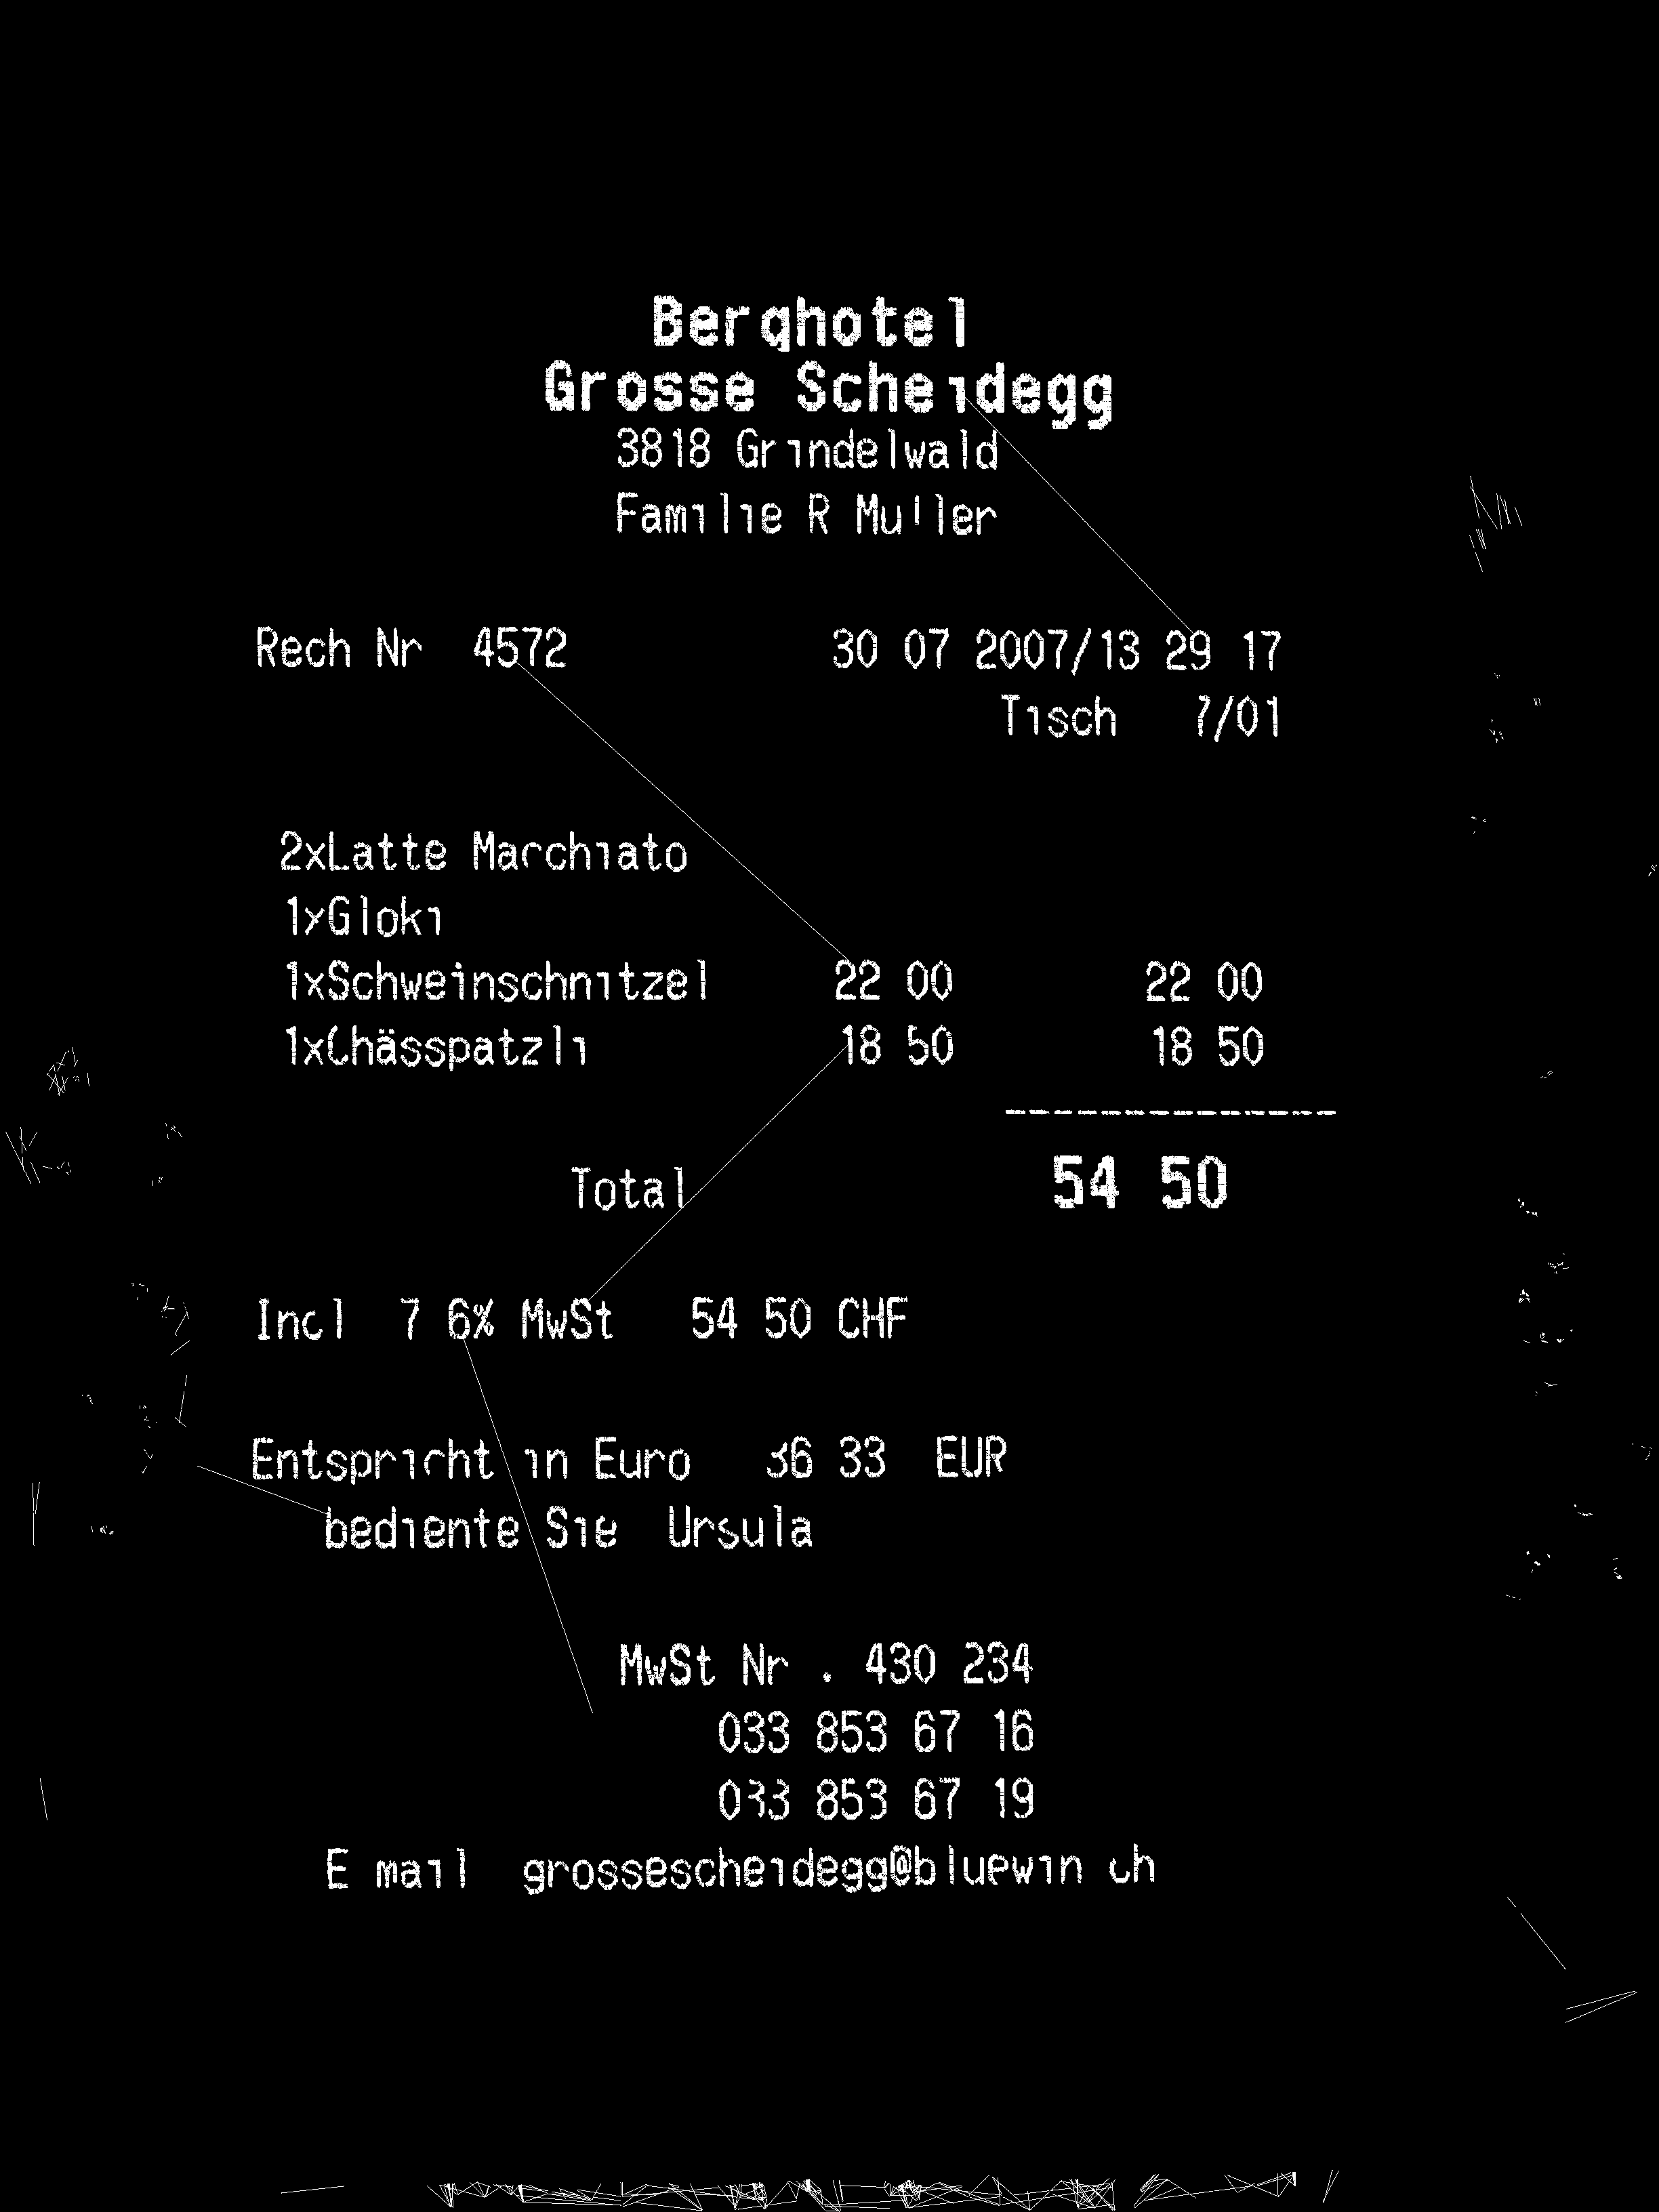 Berghotel
Grosse Scheidegg
3818 Grindelwald
Familie R Muller
Rech Nr 4572 30 07 2007/13 29 17
Tisch 7/01
2xLatte Marchiato
1xGloki
1xSchweinschnitzel 22 00 22 00
1xChässpatzli 18 50 18 50
Total 54 50
Incl 7 6% MwSt 54 50 CHF
Entspricht in Euro 36 33 EUR
bediente Sie Ursula
MwSt Nr . 430 234
033 853 67 16
033 853 67 19
E mail grossescheidegg@bluewin ch